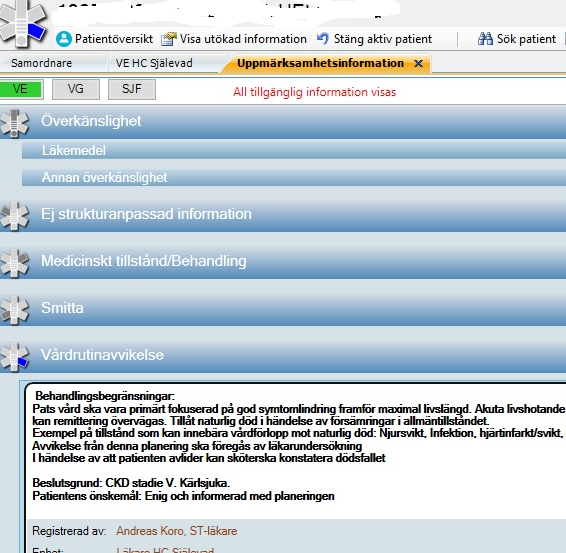 Patientöversikt Visa utökad information Stäng aktiv patient Sök patient
Samordnare VE HC Själevad Uppmärksamhetsinformation
VE VG SJF All tillgänglig information visas
Överkänslighet
Läkemedel
Annan överkänslighet
Ej strukturanpassad information
Medicinskt tillstånd/Behandling
Smitta
Vårdrutinavvikelse
Behandlingsbegränsningar:
Pats vård ska vara primärt fokuserad på god symtomlindring framför maximal livslängd. Akuta livshotande
kan remittering övervägas. Tillåt naturlig död i händelse av försämringar i allmäntillståndet.
Exempel på tillstånd som kan innebära vårdförlopp mot naturlig död: Njursvikt, Infektion, hjärtinfarkt/svikt,
Avvikelse från denna planering ska föregås av läkarundersökning
I händelse av att patienten avlider kan sköterska konstatera dödsfallet
Beslutsgrund: CKD stadie V. Kärlsjuka.
Patientens önskemål: Enig och informerad med planeringen
Registrerad av: Andreas Koro, ST-läkare
Enhet: Läkare HC Själevad